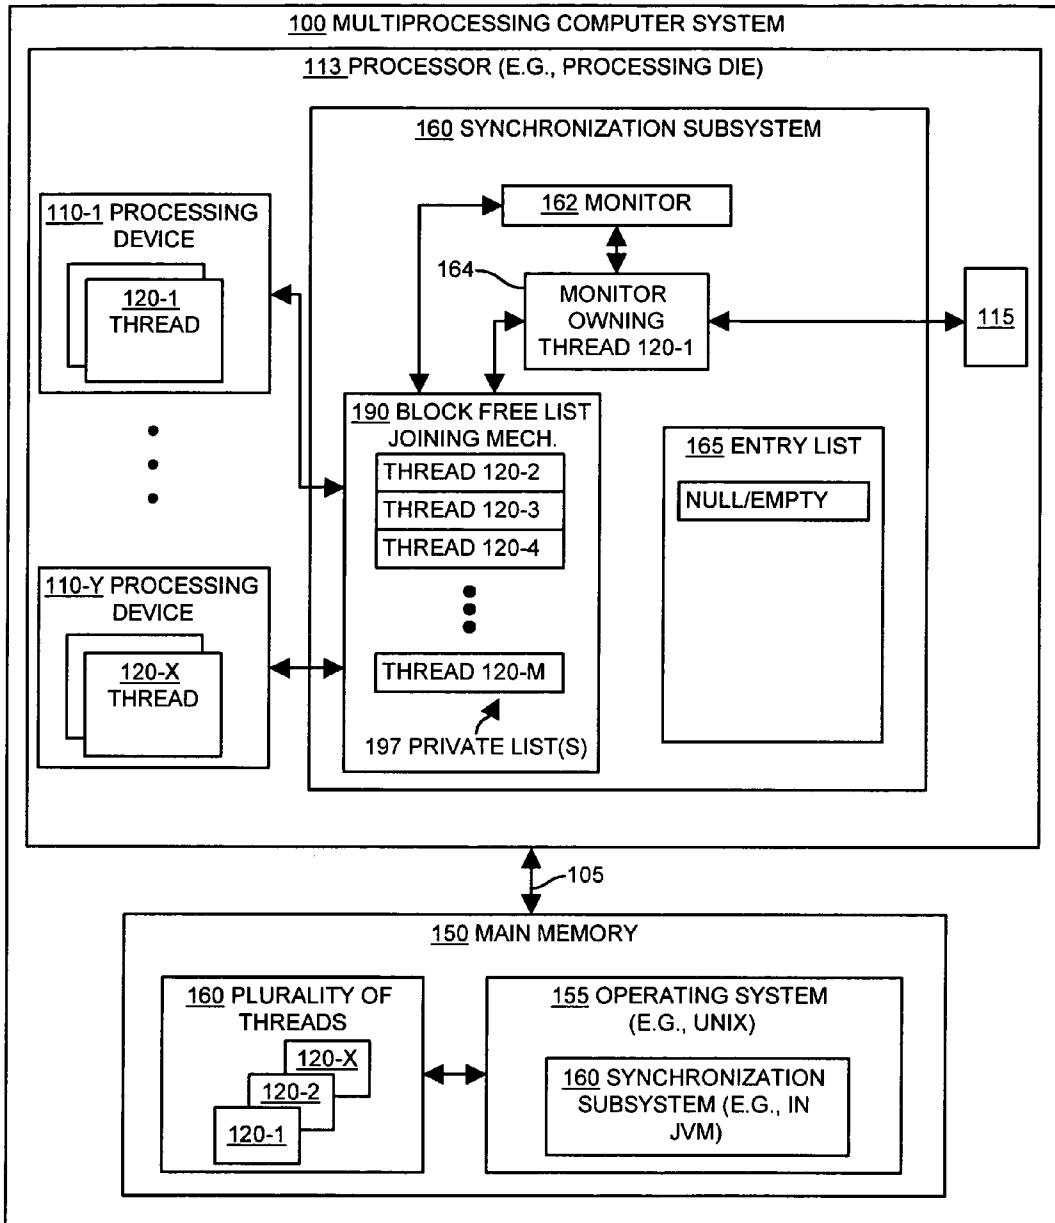 100 MULTIPROCESSING COMPUTER SYSTEM
113 PROCESSOR (E.G., PROCESSING DIE)
160 SYNCHRONIZATION SUBSYSTEM
110-1 PROCESSING
DEVICE
120-1
THREAD
162 MONITOR
164
MONITOR
OWNING
THREAD 120-1
115
190 BLOCK FREE LIST
JOINING MECH.
THREAD 120-2
THREAD 120-3
THREAD 120-4
THREAD 120-M
197 PRIVATE LIST(S)
165 ENTRY LIST
NULL/EMPTY
110-Y PROCESSING
DEVICE
120-X
THREAD
105
150 MAIN MEMORY
160 PLURALITY OF
THREADS
120-X
120-2
120-1
155 OPERATING SYSTEM
(E.G., UNIX)
160 SYNCHRONIZATION
SUBSYSTEM (E.G., IN
JVM)